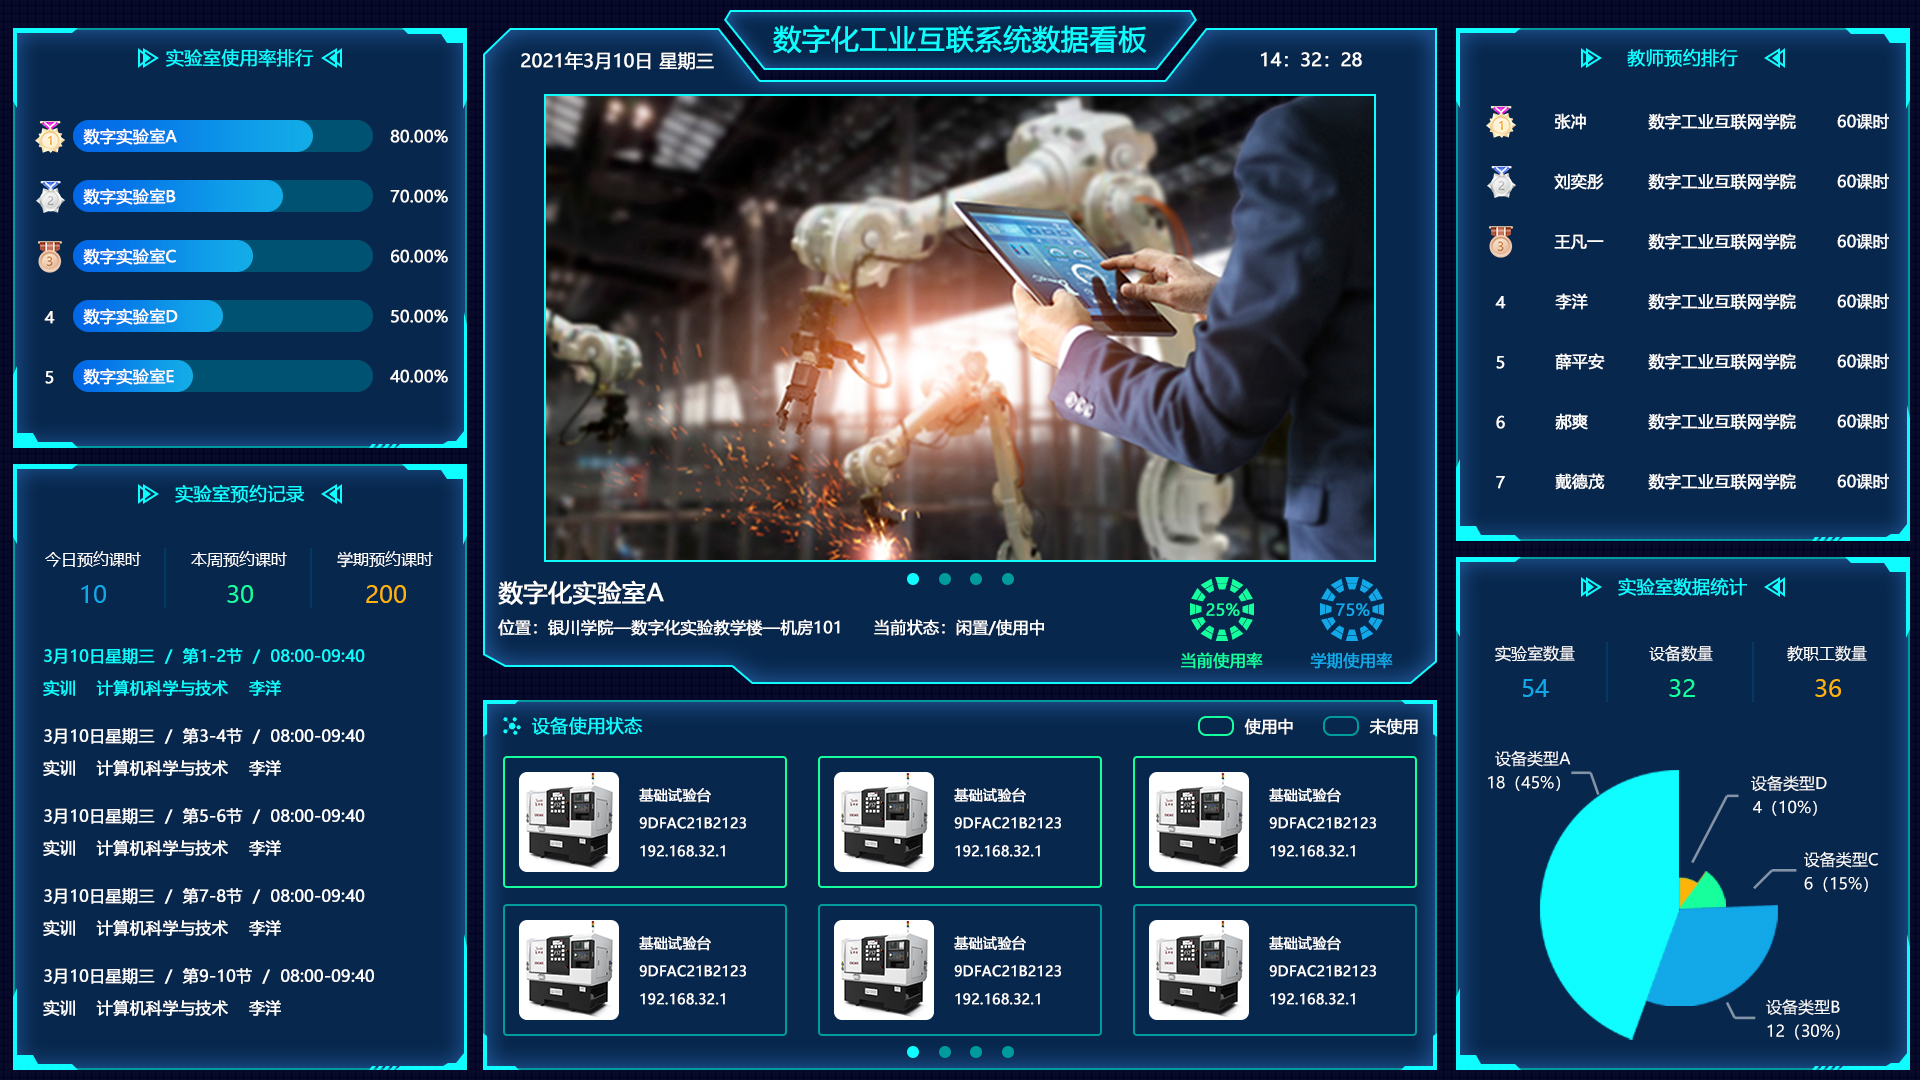 数字化工业互联系统数据看板
2021年3月10日 星期三
14：32：28
实验室使用率排行
1 数字实验室A 80.00%
2 数字实验室B 70.00%
3 数字实验室C 60.00%
4 数字实验室D 50.00%
5 数字实验室E 40.00%
实验室预约记录
今日预约课时 本周预约课时 学期预约课时
10 30 200
3月10日星期三 / 第1-2节 / 08:00-09:40
实训 计算机科学与技术 李洋
3月10日星期三 / 第3-4节 / 08:00-09:40
实训 计算机科学与技术 李洋
3月10日星期三 / 第5-6节 / 08:00-09:40
实训 计算机科学与技术 李洋
3月10日星期三 / 第7-8节 / 08:00-09:40
实训 计算机科学与技术 李洋
3月10日星期三 / 第9-10节 / 08:00-09:40
实训 计算机科学与技术 李洋
数字化实验室A
位置：银川学院—数字化实验教学楼—机房101 当前状态：闲置/使用中
25% 75%
当前使用率 学期使用率
设备使用状态
使用中 未使用
基础试验台
9DFAC21B2123
192.168.32.1
基础试验台
9DFAC21B2123
192.168.32.1
基础试验台
9DFAC21B2123
192.168.32.1
基础试验台
9DFAC21B2123
192.168.32.1
基础试验台
9DFAC21B2123
192.168.32.1
基础试验台
9DFAC21B2123
192.168.32.1
教师预约排行
1 张冲 数字工业互联网学院 60课时
2 刘奕彤 数字工业互联网学院 60课时
3 王凡一 数字工业互联网学院 60课时
4 李洋 数字工业互联网学院 60课时
5 薛平安 数字工业互联网学院 60课时
6 郝爽 数字工业互联网学院 60课时
7 戴德茂 数字工业互联网学院 60课时
实验室数据统计
实验室数量 设备数量 教职工数量
54 32 36
设备类型A
18（45%）
设备类型D
4（10%）
设备类型C
6（15%）
设备类型B
12（30%）